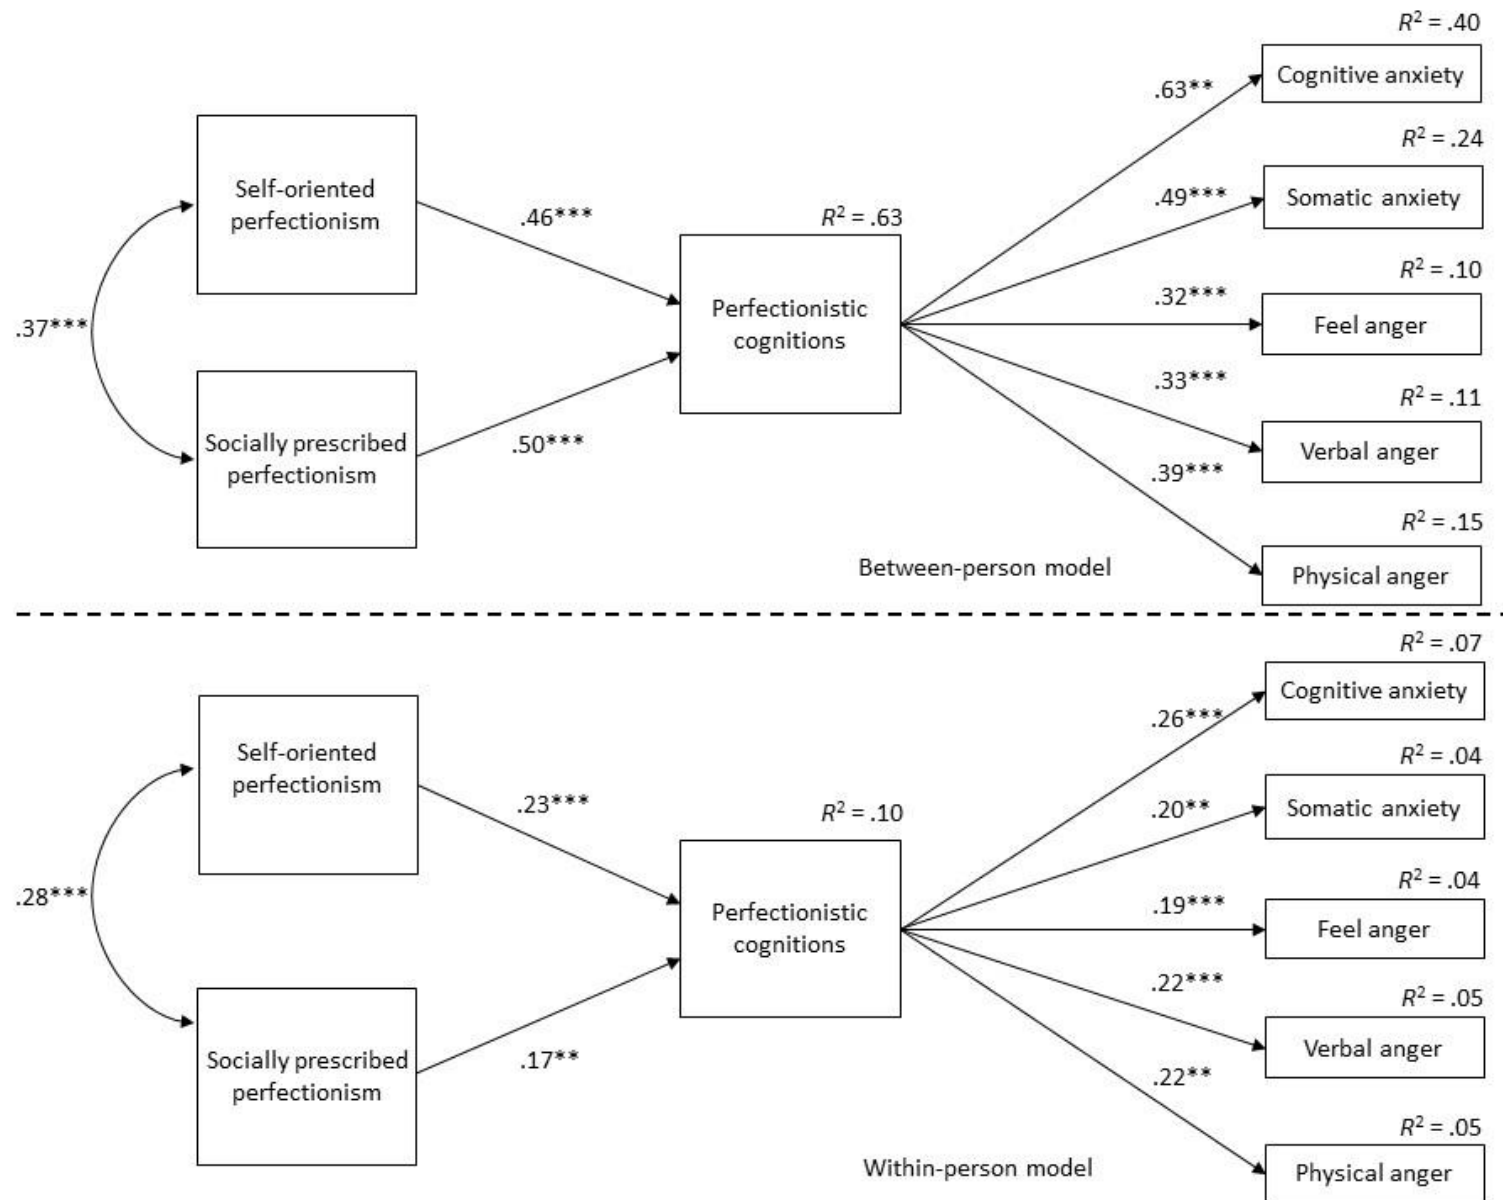 R² = .40
Cognitive anxiety
.63**
R² = .24
Self-oriented
perfectionism
Somatic anxiety
.49***
.46***
R² = .63
R² = .10
.32***
Perfectionistic
cognitions
Feel anger
.37***
.33***
R² = .11
Socially prescribed
perfectionism
.50***
Verbal anger
.39***
R² = .15
Between-person model
Physical anger
R² = .07
Cognitive anxiety
.26***
Self-oriented
perfectionism
R² = .04
.23***
R² = .10
.20**
Somatic anxiety
R² = .04
.28***
.19***
Perfectionistic
cognitions
Feel anger
.22***
R² = .05
Socially prescribed
perfectionism
.17**
Verbal anger
.22**
R² = .05
Within-person model
Physical anger